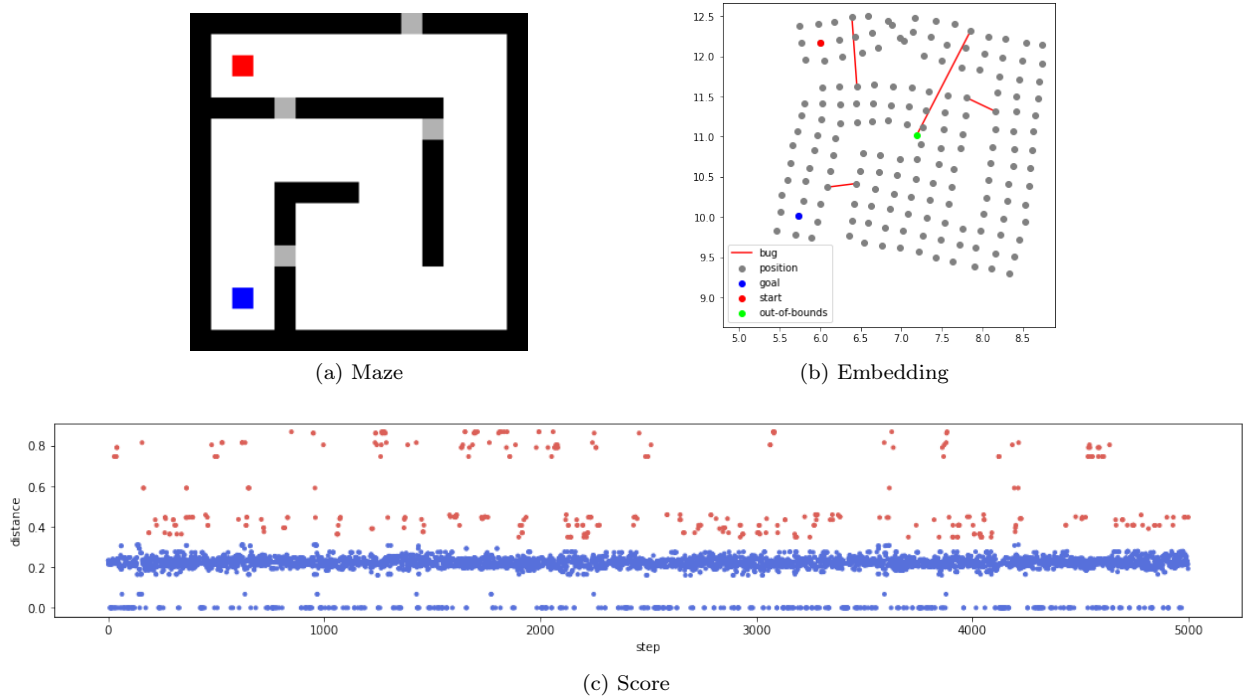 12.5
12.0
11.5
11.0
10.5
10.0
9.5
9.0
bug
position
goal
start
out-of-bounds
5.0 5.5 6.0 6.5 7.0 7.5 8.0 8.5
(a) Maze
(b) Embedding
0.8
0.6
0.4
0.2
0.0
distance
0 1000 2000 3000 4000 5000
step
(c) Score